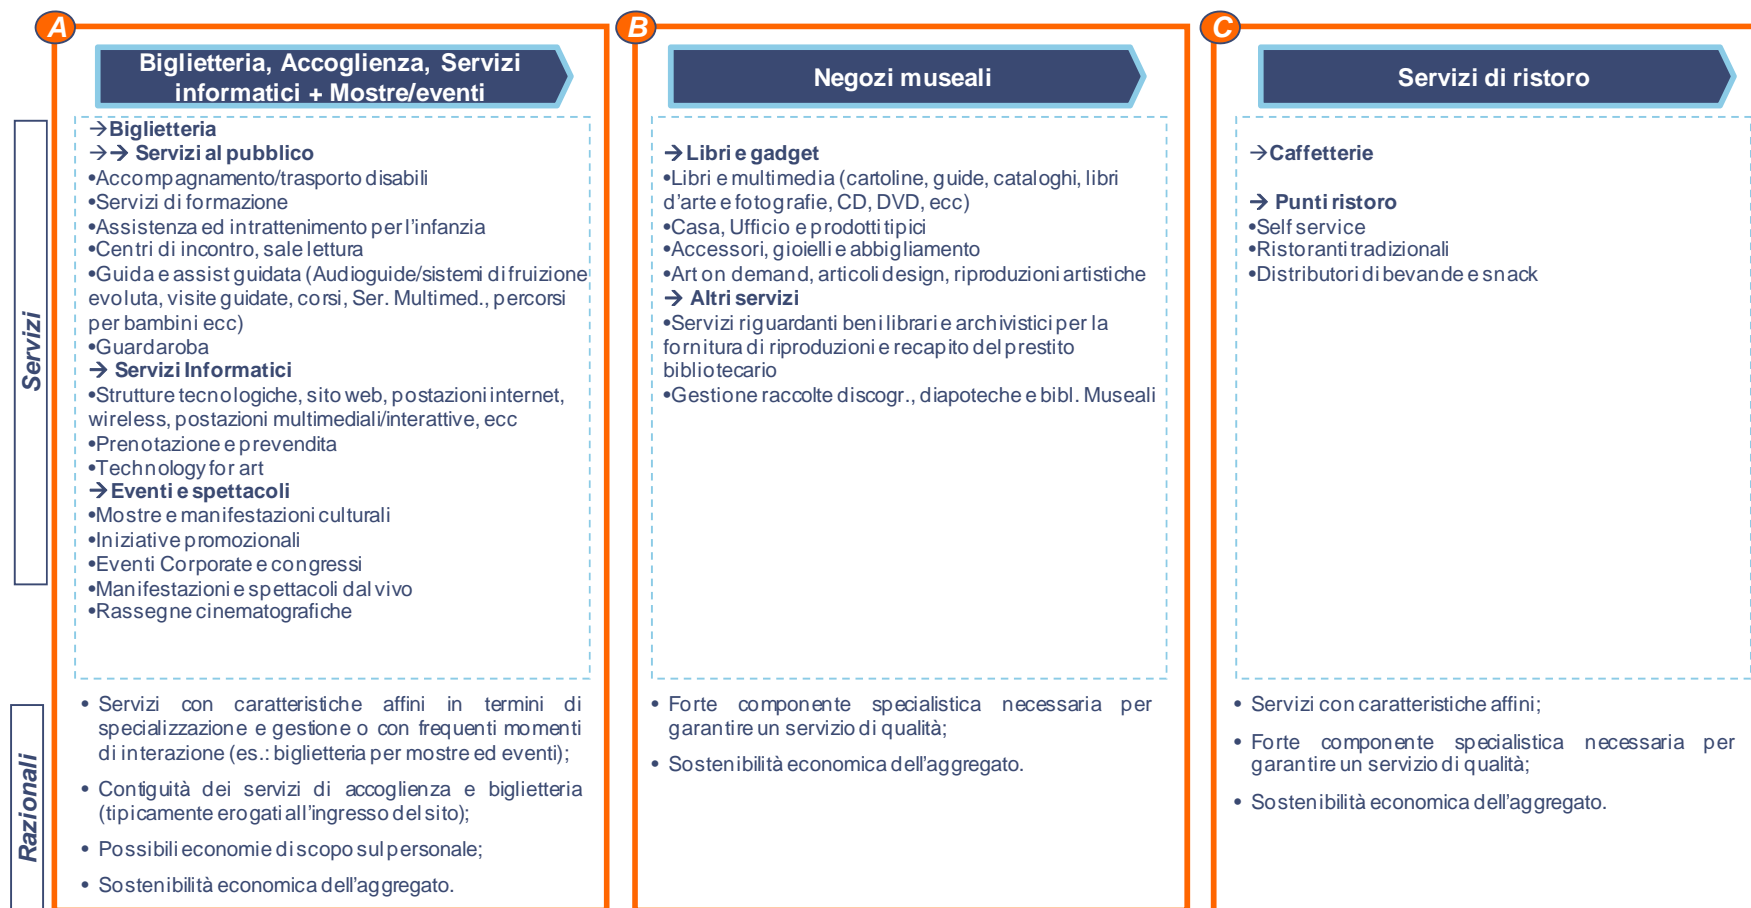 A
Biglietteria, Accoglienza, Servizi
informatici + Mostre/eventi
Servizi
→Biglietteria
→→ Servizi al pubblico
•Accompagnamento/trasporto disabili
•Servizi di formazione
•Assistenza ed intrattenimento per l'infanzia
•Centri di incontro, sale lettura
•Guida e assist guidata (Audioguide/sistemi di fruizione
evoluta, visite guidate, corsi, Ser. Multimed., percorsi
per bambini ecc)
•Guardaroba
→ Servizi Informatici
•Strutture tecnologiche, sito web, postazioni internet,
wireless, postazioni multimediali/interattive, ecc
•Prenotazione e prevendita
•Technology for art
→Eventi e spettacoli
•Mostre e manifestazioni culturali
•Iniziative promozionali
•Eventi Corporate e congressi
•Manifestazioni e spettacoli dal vivo
•Rassegne cinematografiche
Razionali
• Servizi con caratteristiche affini in termini di
specializzazione e gestione o con frequenti momenti
di interazione (es.: biglietteria per mostre ed eventi);
• Contiguità dei servizi di accoglienza e biglietteria
(tipicamente erogati all'ingresso del sito);
• Possibili economie di scopo sul personale;
• Sostenibilità economica dell'aggregato.
B
Negozi museali
→Libri e gadget
•Libri e multimedia (cartoline, guide, cataloghi, libri
d'arte e fotografie, CD, DVD, ecc)
•Casa, Ufficio e prodotti tipici
•Accessori, gioielli e abbigliamento
•Art on demand, articoli design, riproduzioni artistiche
→ Altri servizi
•Servizi riguardanti beni librari e archivistici per la
fornitura di riproduzioni e recapito del prestito
bibliotecario
•Gestione raccolte discogr., diapoteche e bibl. Museali
• Forte componente specialistica necessaria per
garantire un servizio di qualità;
• Sostenibilità economica dell'aggregato.
C
Servizi di ristoro
→Caffetterie
→ Punti ristoro
•Self service
•Ristoranti tradizionali
•Distributori di bevande e snack
• Servizi con caratteristiche affini;
• Forte componente specialistica necessaria per
garantire un servizio di qualità;
• Sostenibilità economica dell'aggregato.